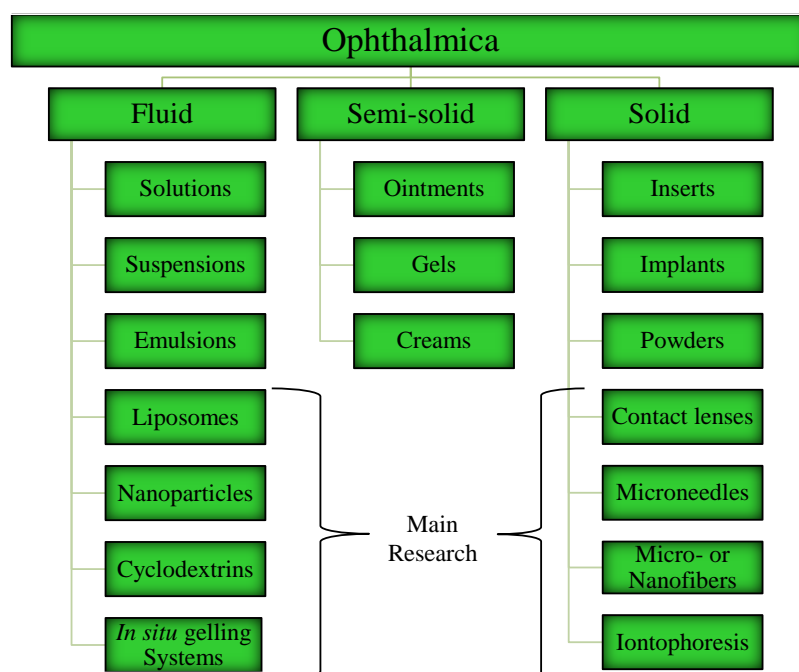 Ophthalmica
Fluid
Semi-solid
Solid
Solutions
Suspensions
Emulsions
Liposomes
Nanoparticles
Cyclodextrins
In situ gelling
Systems
Ointments
Gels
Creams
Inserts
Implants
Powders
Contact lenses
Microneedles
Micro- or
Nanofibers
Iontophoresis
Main
Research